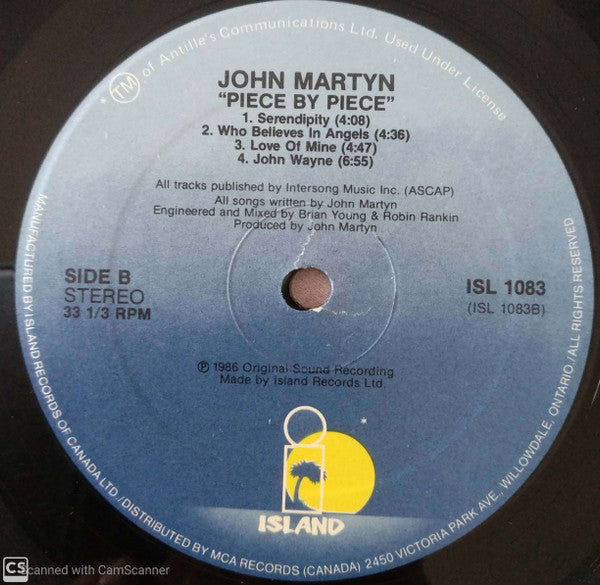 * TM of Antille's Communications Ltd. Used Under License
JOHN MARTYN
"PIECE BY PIECE"
1. Serendipity (4:08)
2. Who Believes In Angels (4:36)
3. Love Of Mine (4:47)
4. John Wayne (6:55)
All tracks published by Intersong Music Inc. (ASCAP)
All songs written by John Martyn
Engineered and Mixed by Brian Young & Robin Rankin
Produced by John Martyn
SIDE B
STEREO
33 1/3 RPM
ISL 1083
(ISL 1083B)
℗ 1986 Original Sound Recording
Made by Island Records Ltd.
*
ISLAND
MANUFACTURED BY ISLAND RECORDS OF CANADA LTD./DISTRIBUTED BY MCA RECORDS (CANADA) 2450 VICTORIA PARK AVE., WILLOWDALE, ONTARIO./ALL RIGHTS RESERVED
CS Scanned with CamScanner